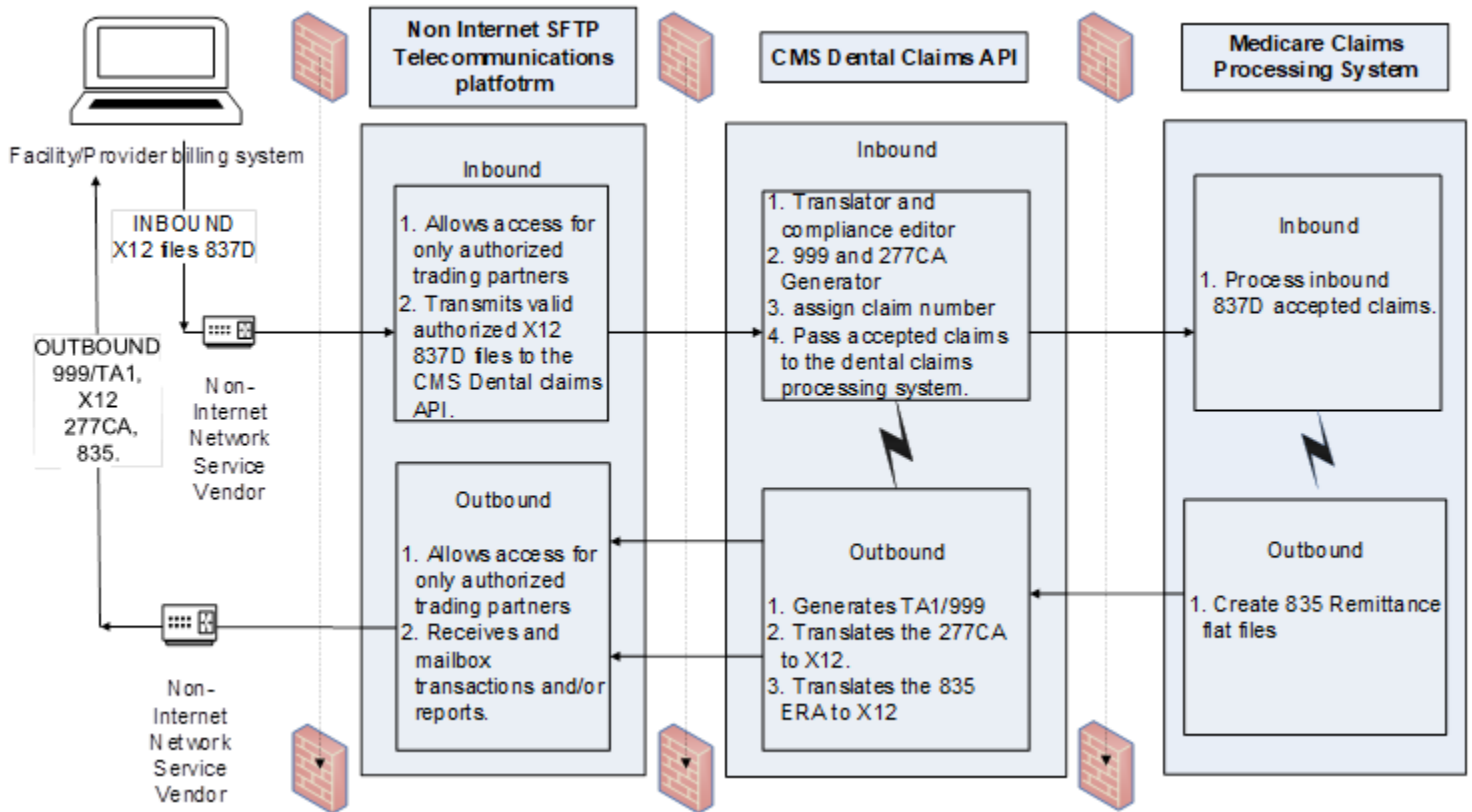 Non Internet SFTP
Telecommunications
platfotrm
CMS Dental Claims API
Medicare Claims
Processing System
Facility/Provider billing system
INBOUND
X12 files 837D
OUTBOUND
999/TA1,
X12
277CA,
835.
Non-
Internet
Network
Service
Vendor
Non-
Internet
Network
Service
Vendor
Inbound
1. Allows access for
only authorized
trading partners
2. Transmits valid
authorized X12
837D files to the
CMS Dental claims
API.
Outbound
1. Allows access for
only authorized
trading partners
2. Receives and
mailbox
transactions and/or
reports.
Inbound
1. Translator and
compliance editor
2. 999 and 277CA
Generator
3. assign claim number
4. Pass accepted claims
to the dental claims
processing system.
Outbound
1. Generates TA1/999
2. Translates the 277CA
to X12.
3. Translates the 835
ERA to X12
Inbound
1. Process inbound
837D accepted claims.
Outbound
1. Create 835 Remittance
flat files